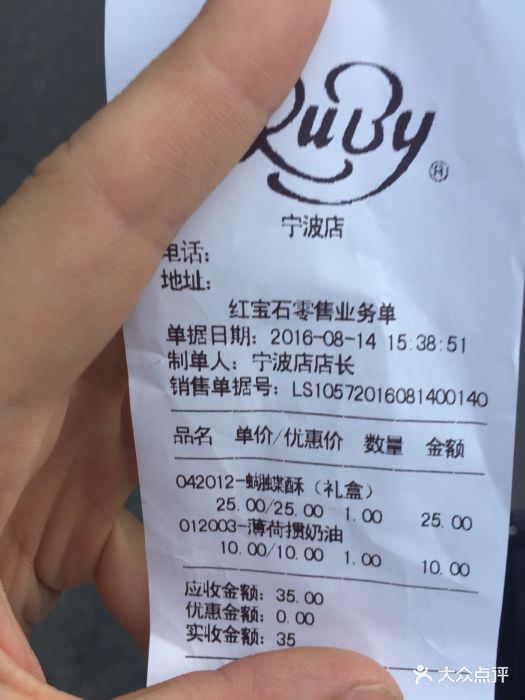 Ruby
®
宁波店
电话:
地址:
红宝石零售业务单
单据日期: 2016-08-14 15:38:51
制单人: 宁波店店长
销售单据号: LS10572016081400140
品名 单价/优惠价 数量 金额
042012-蝴蝶酥(礼盒)
25.00/25.00 1.00 25.00
012003-薄荷掼奶油
10.00/10.00 1.00 10.00
应收金额: 35.00
优惠金额: 0.00
实收金额: 35
大众点评